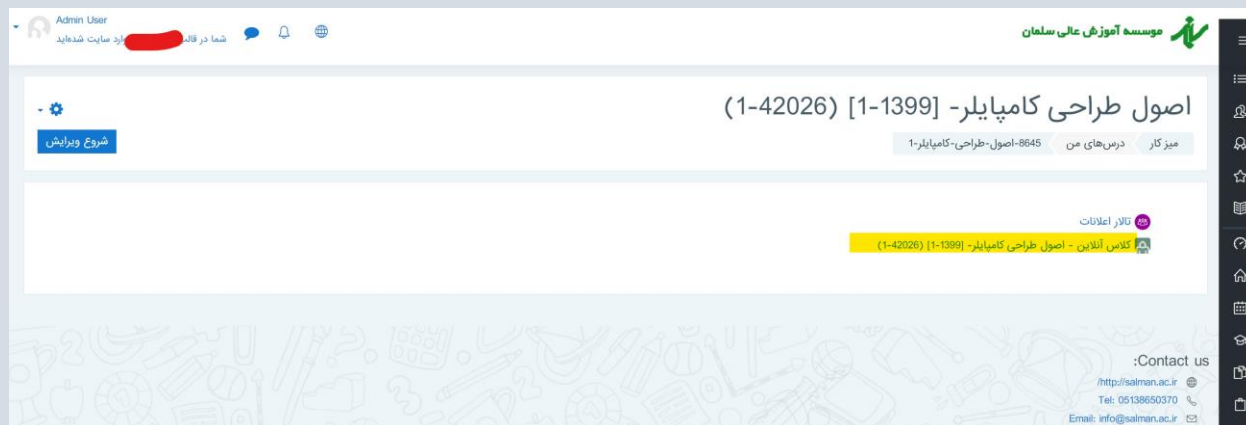 موسسه آموزش عالی سلمان
Admin User
شما در قالب وارد سایت شده‌اید
اصول طراحی کامپایلر- [1399-1] (42026-1)
میز کار
درس‌های من
8645-اصول-طراحی-کامپایلر-1
شروع ویرایش
تالار اعلانات
کلاس آنلاین - اصول طراحی کامپایلر- [1399-1] (42026-1)
Contact us:
http://salman.ac.ir/
Tel: 05138650370
Email: info@salman.ac.ir